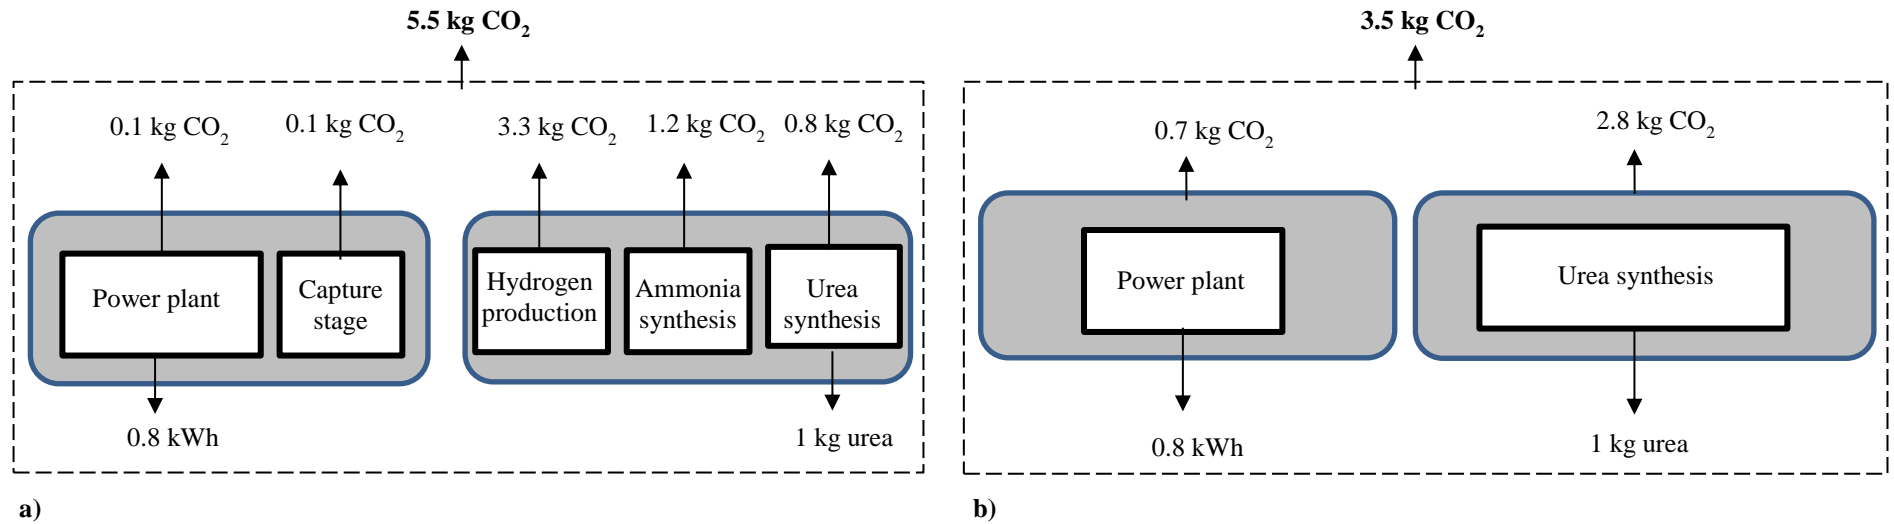 5.5 kg CO₂
0.1 kg CO₂
0.1 kg CO₂
3.3 kg CO₂
1.2 kg CO₂
0.8 kg CO₂
Power plant
Capture
stage
Hydrogen
production
Ammonia
synthesis
Urea
synthesis
0.8 kWh
1 kg urea
a)
3.5 kg CO₂
0.7 kg CO₂
2.8 kg CO₂
Power plant
Urea synthesis
0.8 kWh
1 kg urea
b)